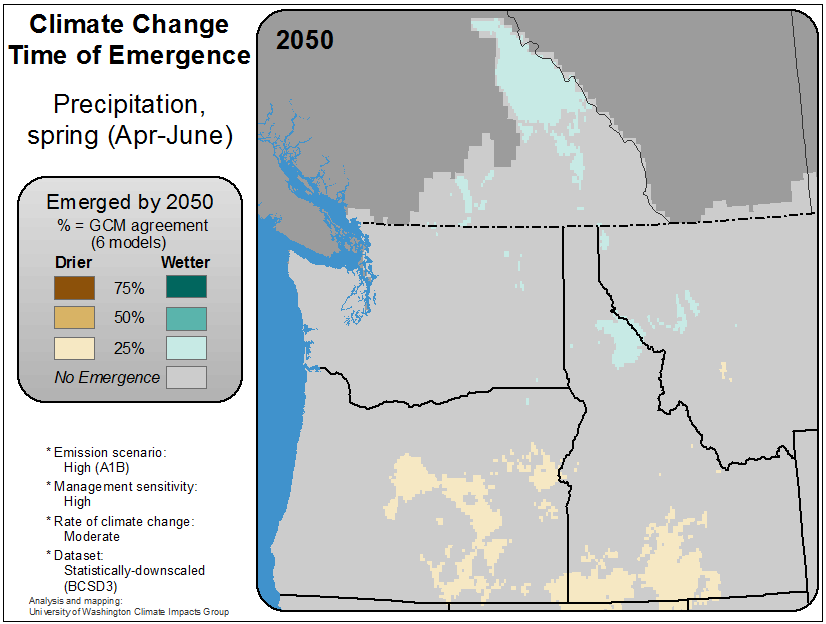 Climate Change
Time of Emergence
Precipitation,
spring (Apr-June)
2050
Emerged by 2050
% = GCM agreement
(6 models)
Drier Wetter
75%
50%
25%
No Emergence
* Emission scenario:
High (A1B)
* Management sensitivity:
High
* Rate of climate change:
Moderate
* Dataset:
Statistically-downscaled
(BCSD3)
Analysis and mapping:
University of Washington Climate Impacts Group